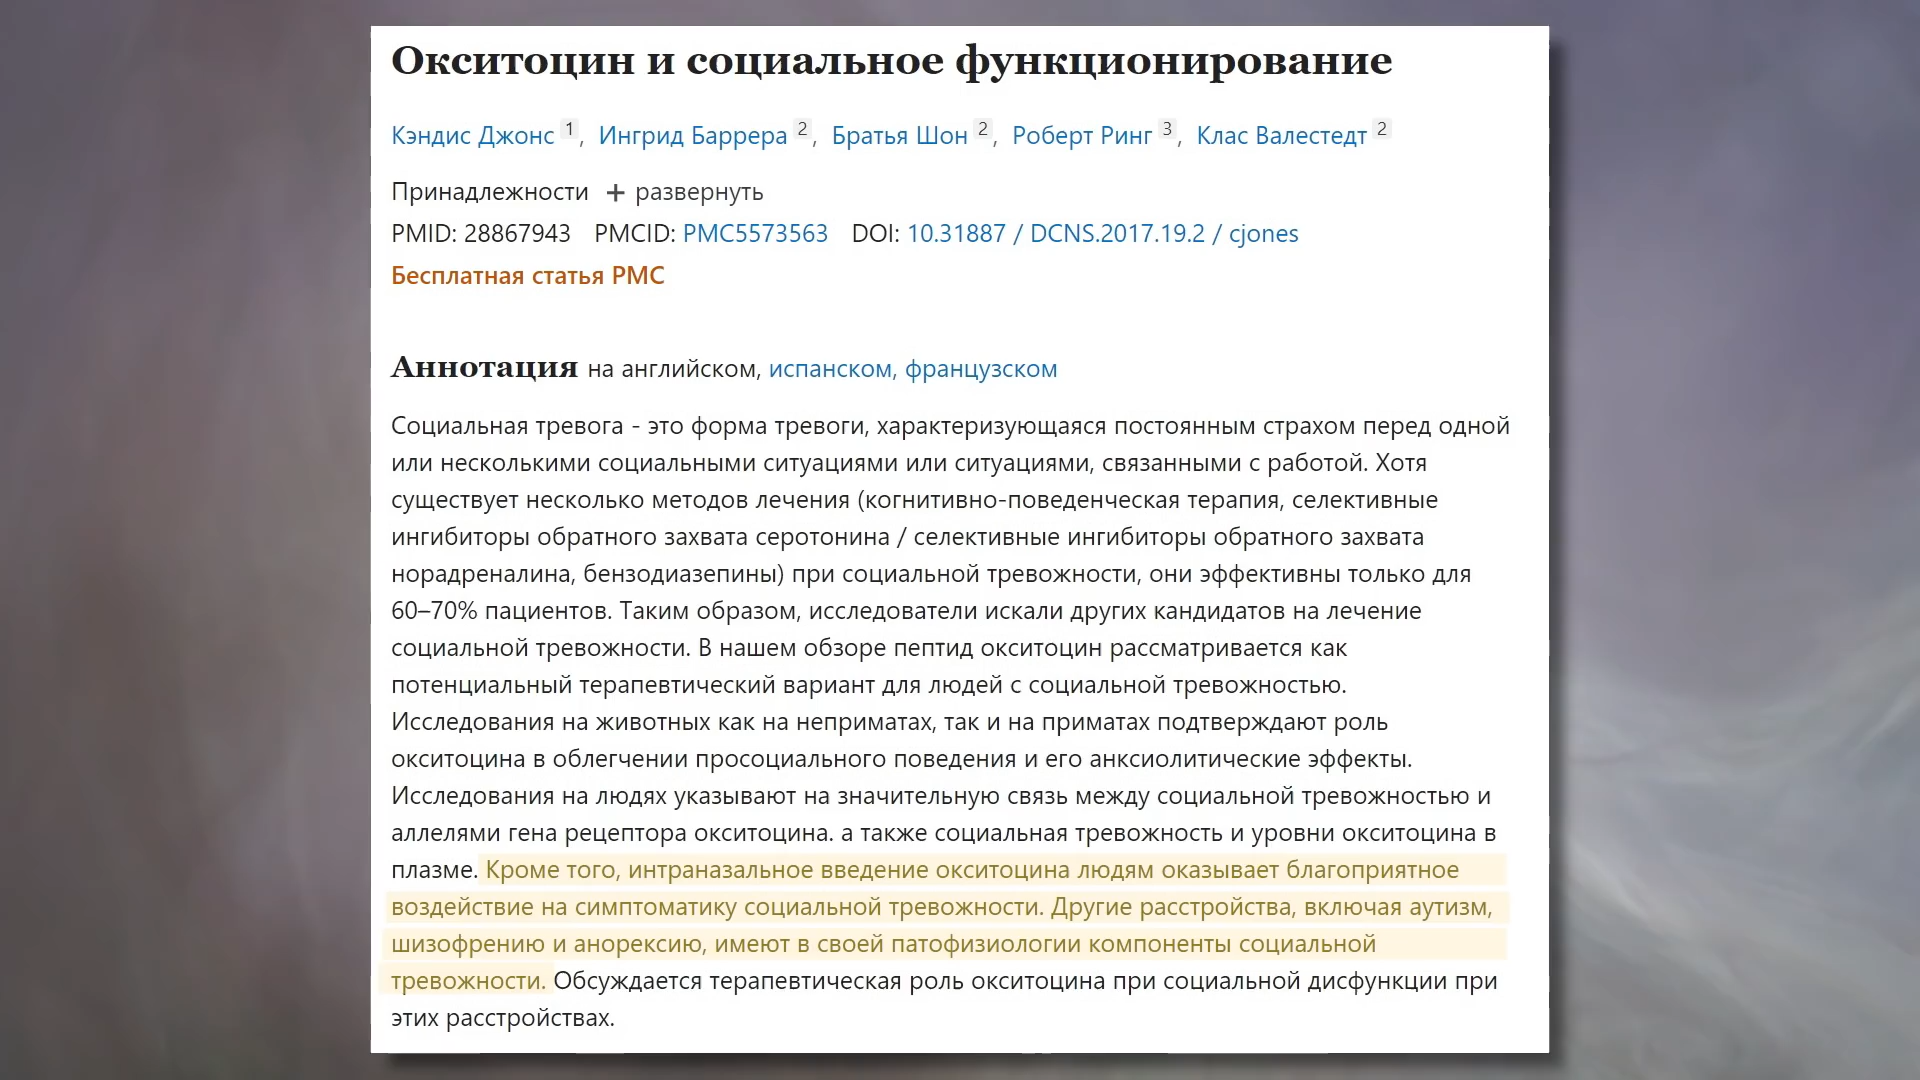 Окситоцин и социальное функционирование
Кэндис Джонс 1, Ингрид Баррера 2, Братья Шон 2, Роберт Ринг 3, Клас Валестедт 2
Принадлежности + развернуть
PMID: 28867943 PMCID: PMC5573563 DOI: 10.31887 / DCNS.2017.19.2 / cjones
Бесплатная статья PMC
Аннотация на английском, испанском, французском
Социальная тревога - это форма тревоги, характеризующаяся постоянным страхом перед одной
или несколькими социальными ситуациями или ситуациями, связанными с работой. Хотя
существует несколько методов лечения (когнитивно-поведенческая терапия, селективные
ингибиторы обратного захвата серотонина / селективные ингибиторы обратного захвата
норадреналина, бензодиазепины) при социальной тревожности, они эффективны только для
60–70% пациентов. Таким образом, исследователи искали других кандидатов на лечение
социальной тревожности. В нашем обзоре пептид окситоцин рассматривается как
потенциальный терапевтический вариант для людей с социальной тревожностью.
Исследования на животных как на неприматах, так и на приматах подтверждают роль
окситоцина в облегчении просоциального поведения и его анксиолитические эффекты.
Исследования на людях указывают на значительную связь между социальной тревожностью и
аллелями гена рецептора окситоцина. а также социальная тревожность и уровни окситоцина в
плазме. Кроме того, интраназальное введение окситоцина людям оказывает благоприятное
воздействие на симптоматику социальной тревожности. Другие расстройства, включая аутизм,
шизофрению и анорексию, имеют в своей патофизиологии компоненты социальной
тревожности. Обсуждается терапевтическая роль окситоцина при социальной дисфункции при
этих расстройствах.